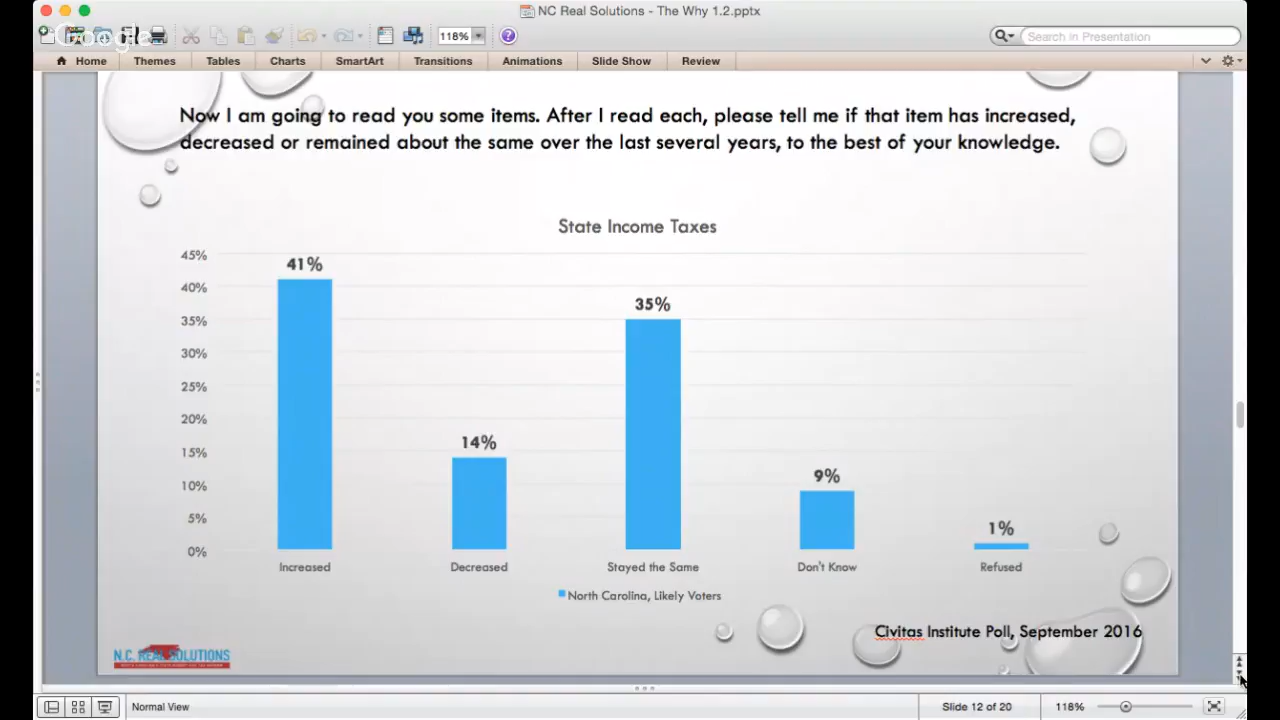 NC Real Solutions - The Why 1.2.pptx
Google
118%
Search in Presentation
Home Themes Tables Charts SmartArt Transitions Animations Slide Show Review
Now I am going to read you some items. After I read each, please tell me if that item has increased,
decreased or remained about the same over the last several years, to the best of your knowledge.
State Income Taxes
45%
40%
35%
30%
25%
20%
15%
10%
5%
0%
41%
14%
35%
9%
1%
Increased Decreased Stayed the Same Don't Know Refused
North Carolina, Likely Voters
Civitas Institute Poll, September 2016
N.C. REAL SOLUTIONS
Normal View Slide 12 of 20 118%